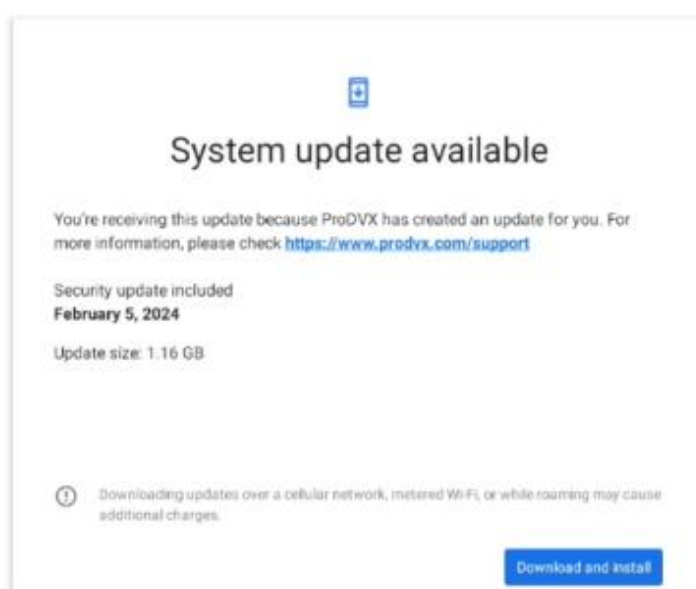 System update available
You're receiving this update because ProDVX has created an update for you. For
more information, please check https://www.prodvx.com/support
Security update included
February 5, 2024
Update size: 1.16 GB
Downloading updates over a cellular network, metered Wi-Fi, or while roaming may cause
additional charges.
Download and install